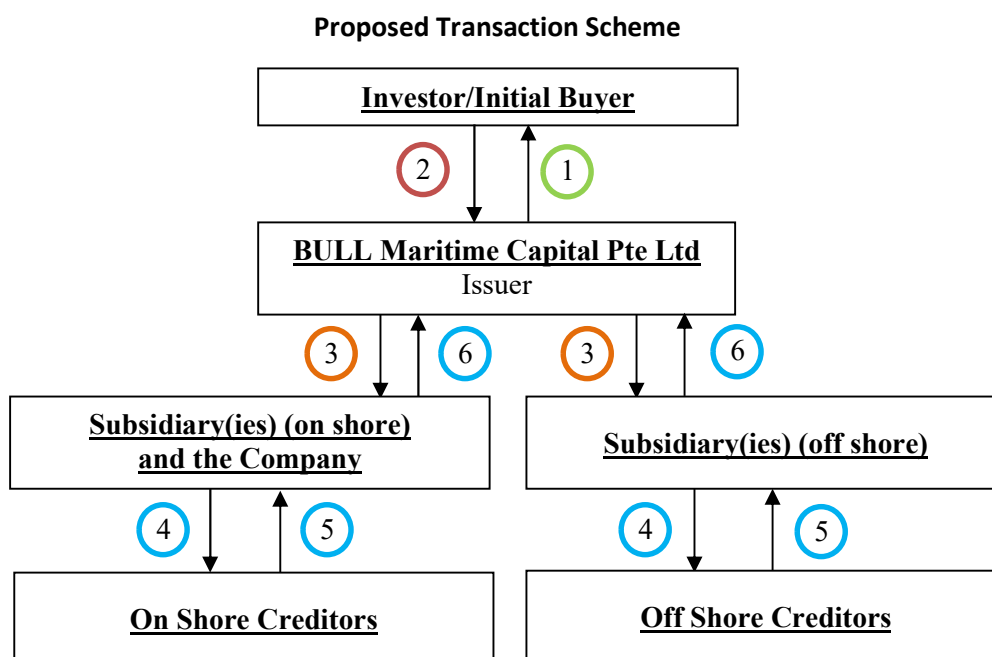 Proposed Transaction Scheme
Investor/Initial Buyer
2
1
BULL Maritime Capital Pte Ltd
Issuer
3
6
3
6
Subsidiary(ies) (on shore)
and the Company
Subsidiary(ies) (off shore)
4
5
4
5
On Shore Creditors
Off Shore Creditors